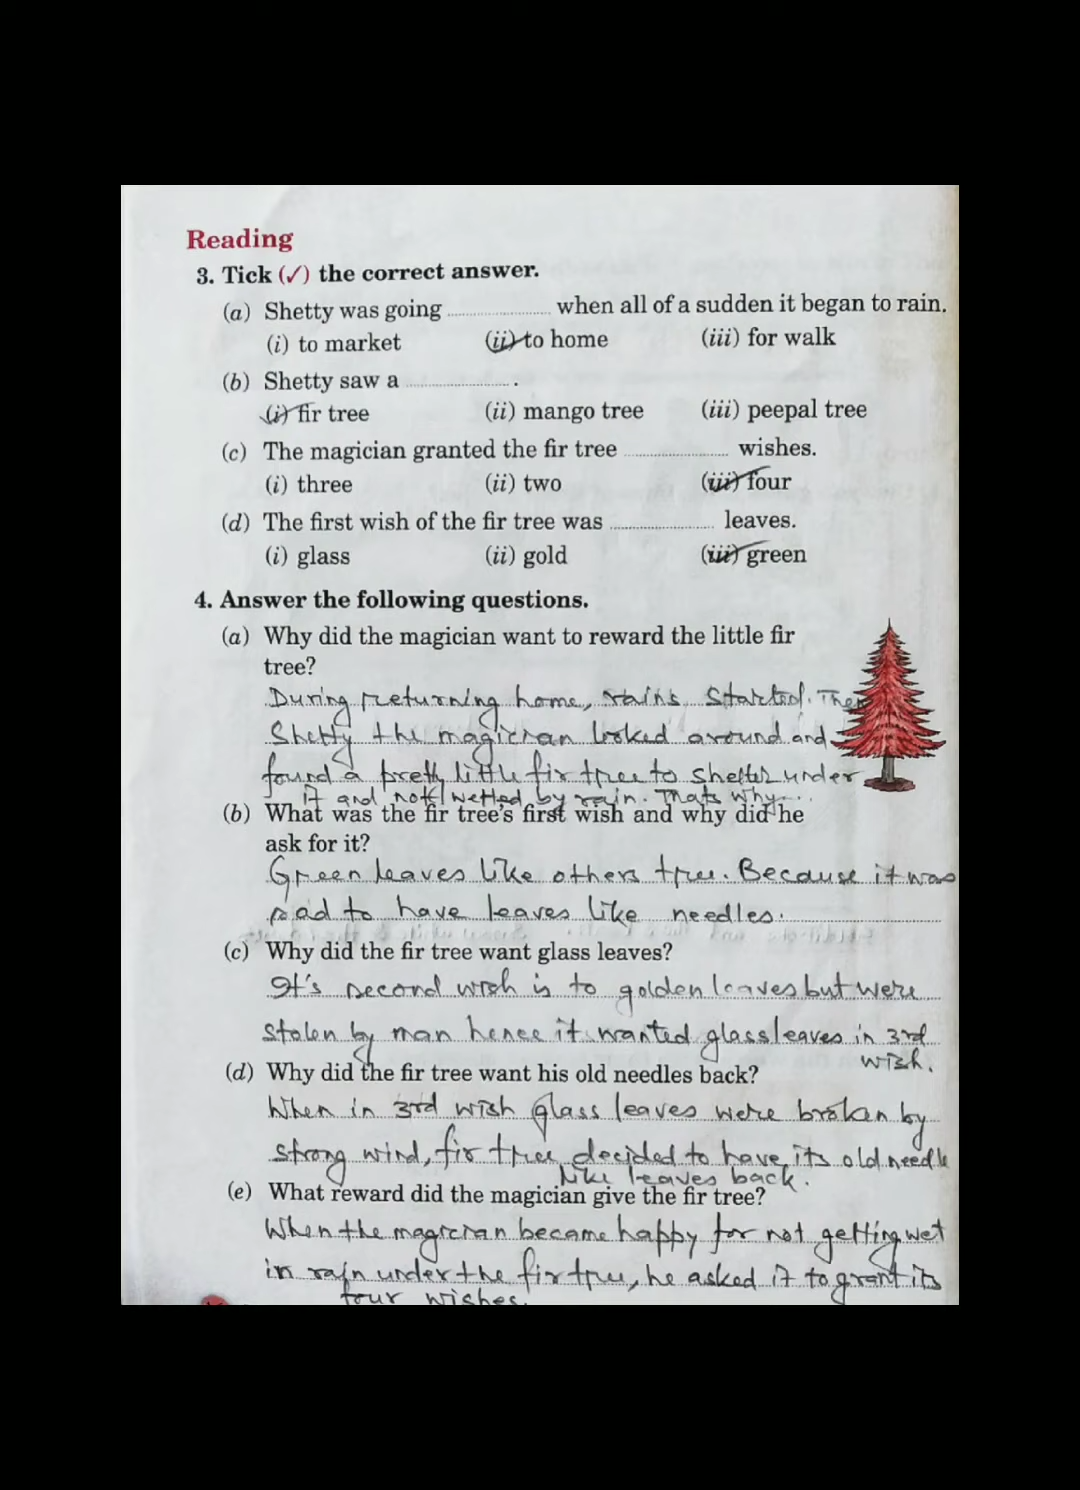 Reading
3. Tick (✓) the correct answer.
(a) Shetty was going .................... when all of a sudden it began to rain.
(i) to market (ii) to home (iii) for walk
(b) Shetty saw a .................... .
(i) fir tree (ii) mango tree (iii) peepal tree
(c) The magician granted the fir tree .................... wishes.
(i) three (ii) two (iii) four
(d) The first wish of the fir tree was .................... leaves.
(i) glass (ii) gold (iii) green
4. Answer the following questions.
(a) Why did the magician want to reward the little fir
tree?
During returning home, rains started. Then
Shetty the magician looked around and
found a pretty little fir tree to shelter under
it and not wetted by rain. Thats why...
(b) What was the fir tree's first wish and why did he
ask for it?
Green leaves like others tree. Because it was
sad to have leaves like needles.
(c) Why did the fir tree want glass leaves?
It's second wish is to golden leaves but were
stolen by man hence it wanted glass leaves in 3rd
wish.
(d) Why did the fir tree want his old needles back?
When in 3rd wish glass leaves were broken by
strong wind, fir tree decided to have its old needle
like leaves back.
(e) What reward did the magician give the fir tree?
When the magician became happy for not getting wet
in rain under the fir tree, he asked it to grant its
four wishes.